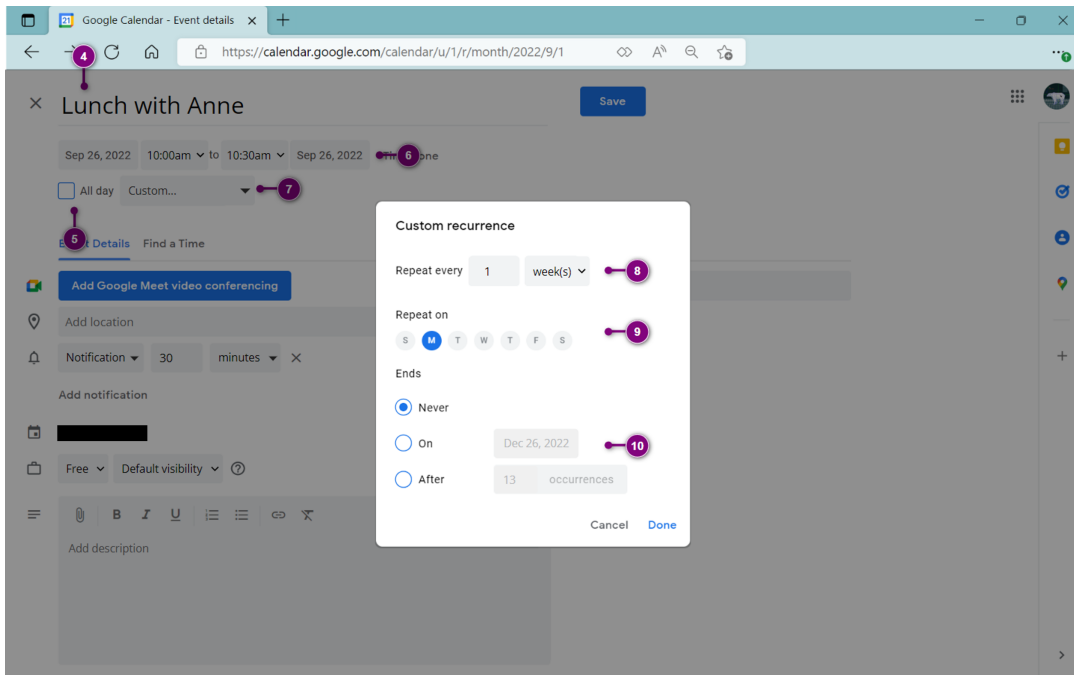 21 Google Calendar - Event details
https://calendar.google.com/calendar/u/1/r/month/2022/9/1
4
Lunch with Anne
Save
Sep 26, 2022 10:00am to 10:30am Sep 26, 2022 6
All day Custom... 7
5
Details Find a Time
Add Google Meet video conferencing
Add location
Notification 30 minutes
Add notification
Free Default visibility ?
B I U
Add description
Custom recurrence
Repeat every 1 week(s) 8
Repeat on 9
S M T W T F S
Ends
Never
On Dec 26, 2022 10
After 13 occurrences
Cancel Done